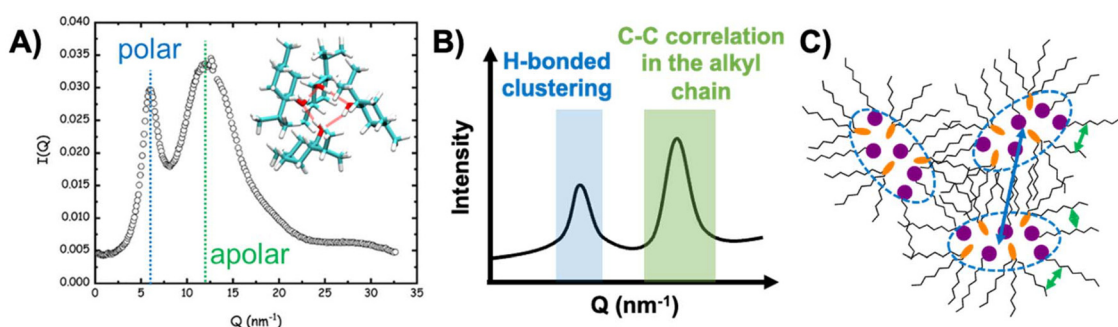 A)
0.040
0.035
0.030
0.025
0.020
0.015
0.010
0.005
0.000
I(Q)
polar
apolar
0 5 10 15 20 25 30 35
Q (nm⁻¹)
B)
H-bonded
clustering
C-C correlation
in the alkyl
chain
Intensity
Q (nm⁻¹)
C)